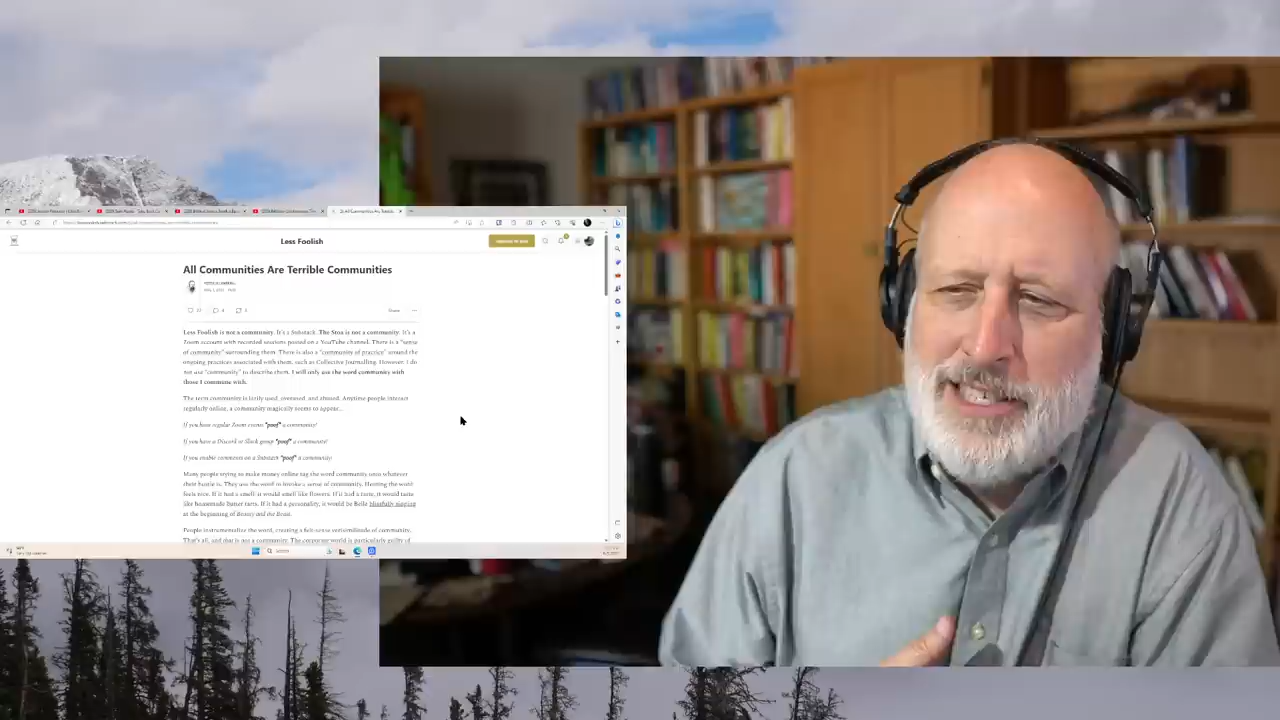 Less Foolish
All Communities Are Terrible Communities
Share
Less Foolish is not a community. It's a Substack. The Stoa is not a community. It's a
Zoom account with recorded sessions posted on a YouTube channel. There is a "sense
of community" surrounding them. There is also a "community of practice" around the
ongoing practices associated with them, such as Collective Journalling. However, I do
not use "community" to describe them. I will only use the word community with
those I commune with.
The term community is lazily used, overused, and abused. Anytime people interact
regularly online, a community magically seems to appear...
If you have regular Zoom events *poof* a community!
If you have a Discord or Slack group *poof* a community!
If you enable comments on a Substack *poof* a community
Many people trying to make money online tag the word community onto whatever
their hustle is. They use the word to invoke a sense of community. Hearing the word
feels nice. If it had a smell it would smell like flowers. If it had a taste, it would taste
like homemade butter tarts. If it had a personality, it would be Belle blissfully singing
at the beginning of Beauty and the Beast.
People instrumentalize the word, creating a felt-sense verisimilitude of community.
That's all, and that is not a community. The corporate world is particularly guilty of